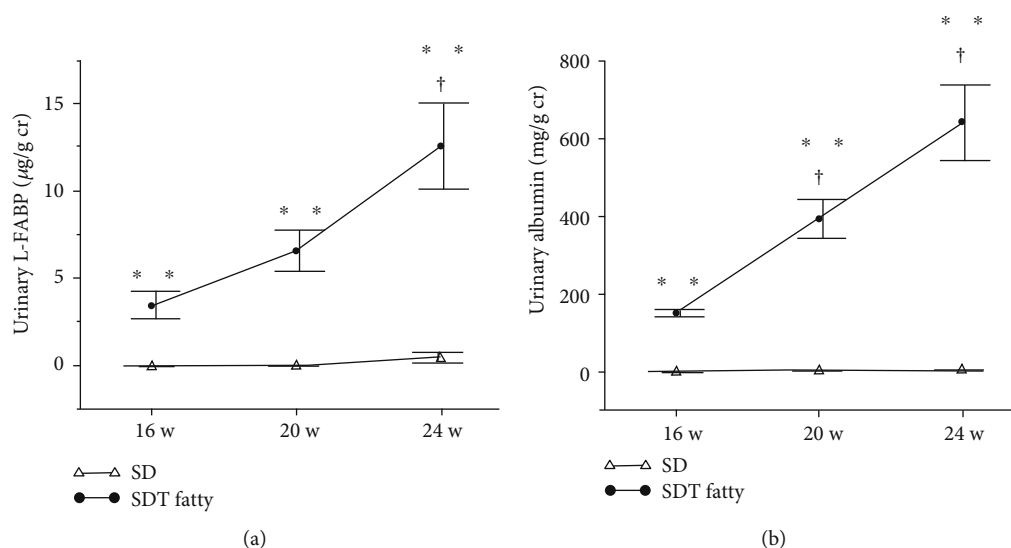 Urinary L-FABP (μg/g cr)
15
10
5
0
* *
* *
* *
†
16 w 20 w 24 w
SD
SDT fatty
(a)
Urinary albumin (mg/g cr)
800
600
400
200
0
* *
* *
†
* *
†
16 w 20 w 24 w
SD
SDT fatty
(b)